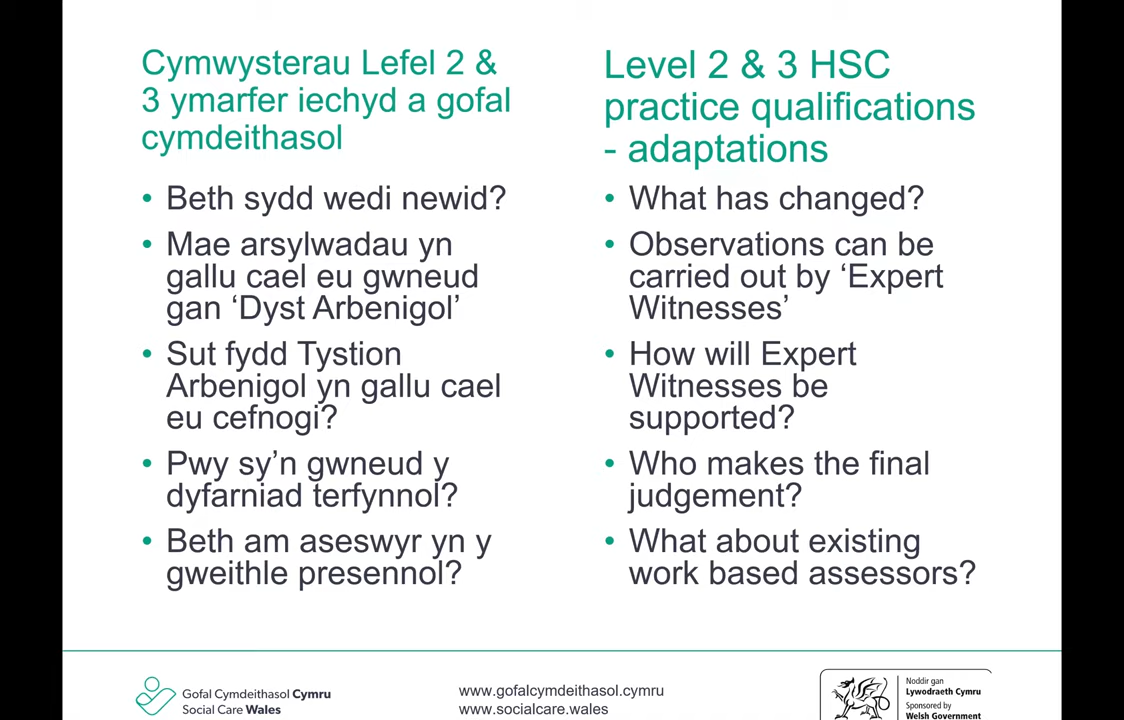 Cymwysterau Lefel 2 &
3 ymarfer iechyd a gofal
cymdeithasol
• Beth sydd wedi newid?
• Mae arsylwadau yn
gallu cael eu gwneud
gan ‘Dyst Arbenigol’
• Sut fydd Tystion
Arbenigol yn gallu cael
eu cefnogi?
• Pwy sy’n gwneud y
dyfarniad terfynnol?
• Beth am aseswyr yn y
gweithle presennol?
Level 2 & 3 HSC
practice qualifications
- adaptations
• What has changed?
• Observations can be
carried out by ‘Expert
Witnesses’
• How will Expert
Witnesses be
supported?
• Who makes the final
judgement?
• What about existing
work based assessors?
Gofal Cymdeithasol Cymru
Social Care Wales
www.gofalcymdeithasol.cymru
www.socialcare.wales
Noddir gan
Lywodraeth Cymru
Sponsored by
Welsh Government